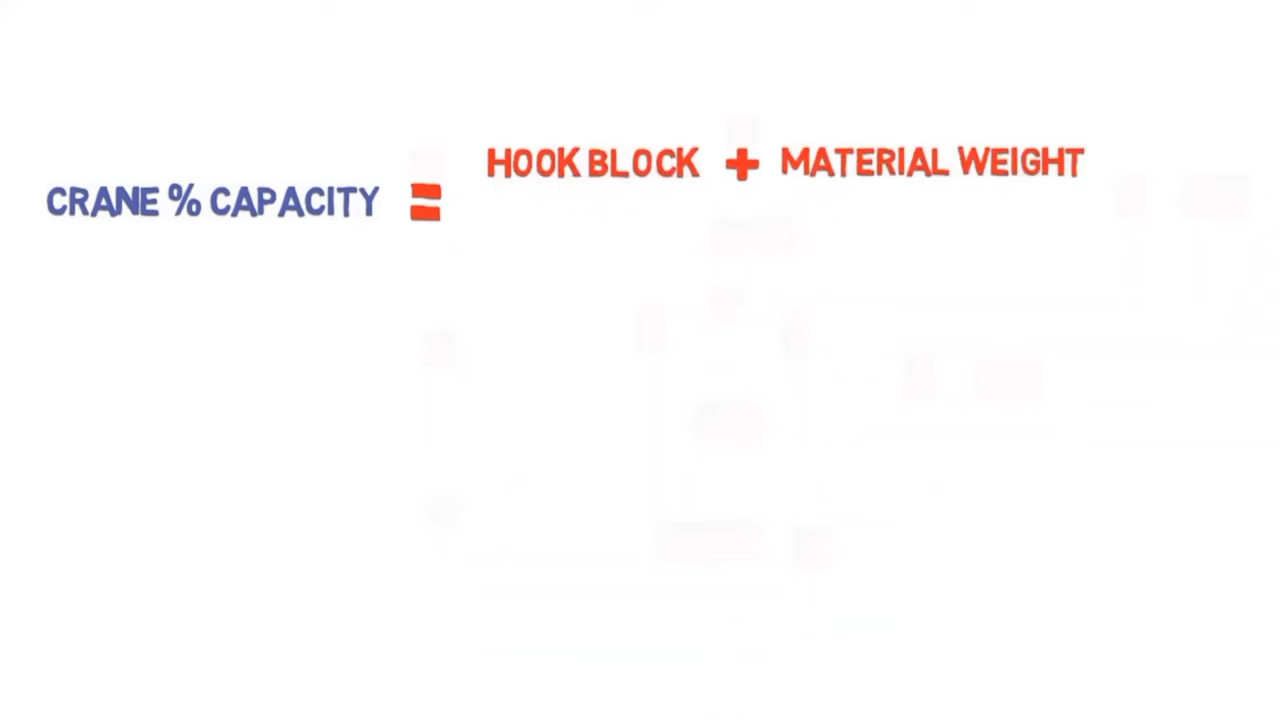 HOOK BLOCK + MATERIAL WEIGHT
CRANE % CAPACITY =